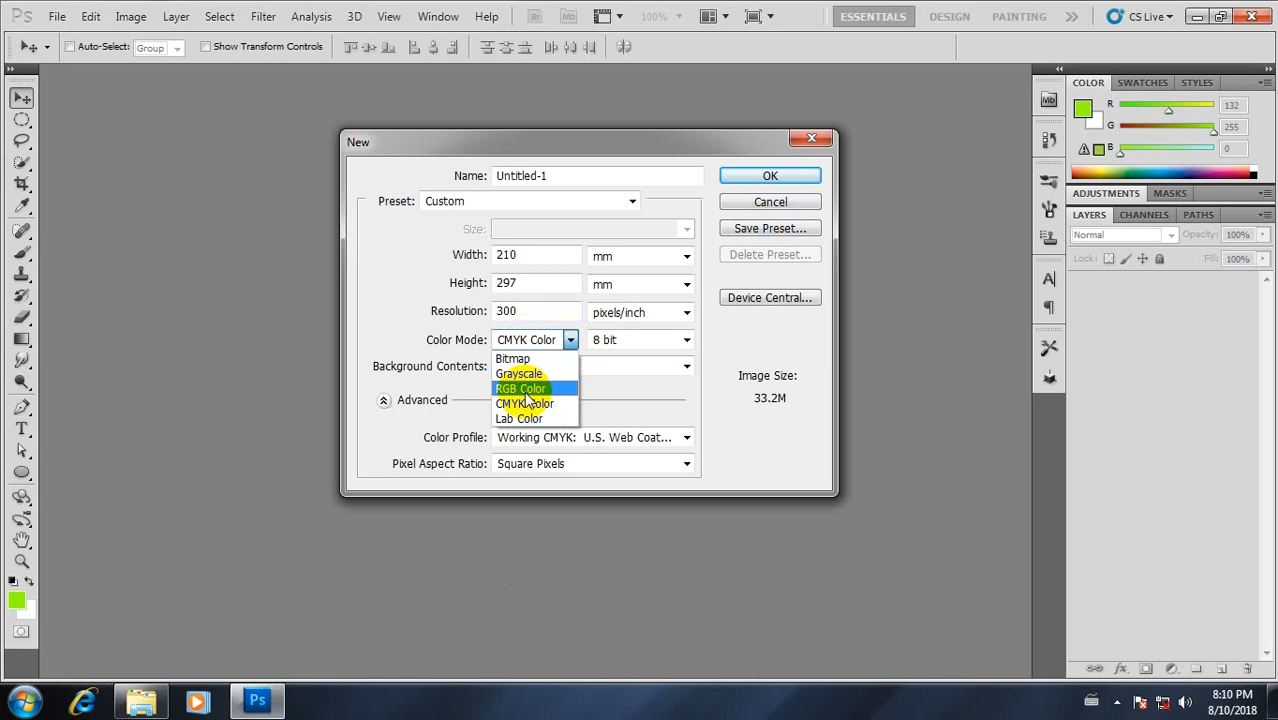 Ps File Edit Image Layer Select Filter Analysis 3D View Window Help Br Mb 100% ESSENTIALS DESIGN PAINTING CS Live
Auto-Select: Group Show Transform Controls
COLOR SWATCHES STYLES
Mb
R 132
G 255
B 0
ADJUSTMENTS MASKS
LAYERS CHANNELS PATHS
Normal Opacity: 100%
Lock: Fill: 100%
New
Name: Untitled-1 OK
Preset: Custom Cancel
Size: Save Preset...
Width: 210 mm Delete Preset...
Height: 297 mm
Device Central...
Resolution: 300 pixels/inch
Color Mode: CMYK Color 8 bit
Bitmap
Background Contents:
Grayscale
Image Size:
RGB Color
33.2M
Advanced
CMYK Color
Lab Color
Color Profile: Working CMYK: U.S. Web Coat...
Pixel Aspect Ratio: Square Pixels
T
A
Ps
8:10 PM
8/10/2018